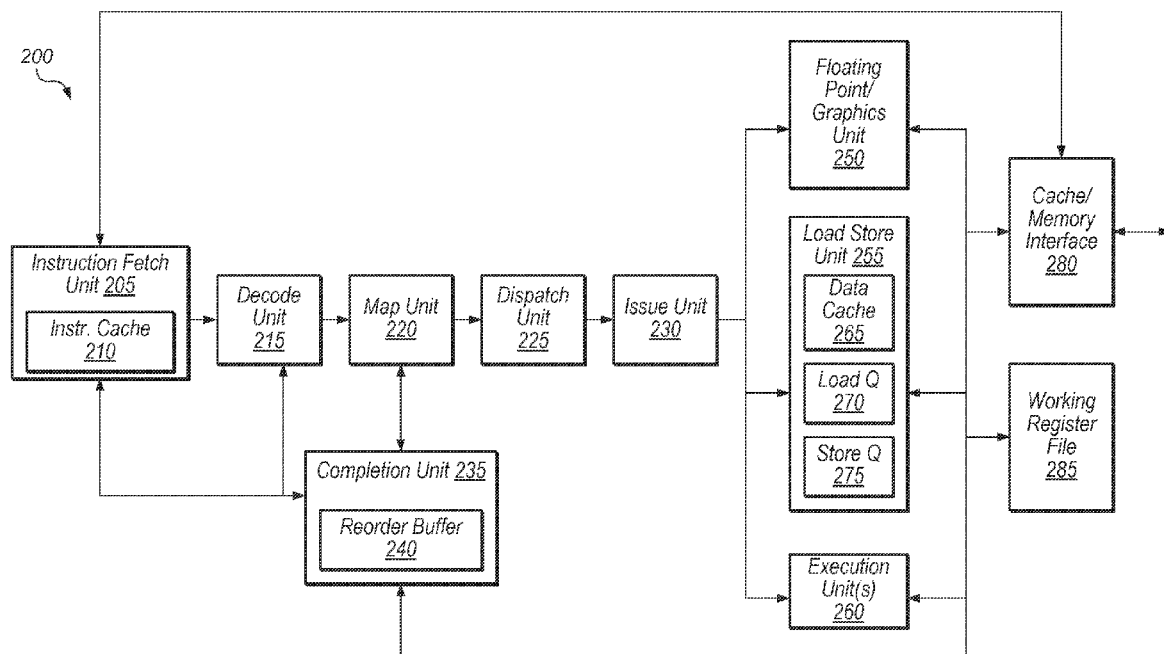 200
Instruction Fetch
Unit 205
Instr. Cache
210
Decode
Unit
215
Map Unit
220
Dispatch
Unit
225
Issue Unit
230
Completion Unit 235
Reorder Buffer
240
Floating
Point/
Graphics
Unit
250
Load Store
Unit 255
Data
Cache
265
Load Q
270
Store Q
275
Execution
Unit(s)
260
Cache/
Memory
Interface
280
Working
Register
File
285